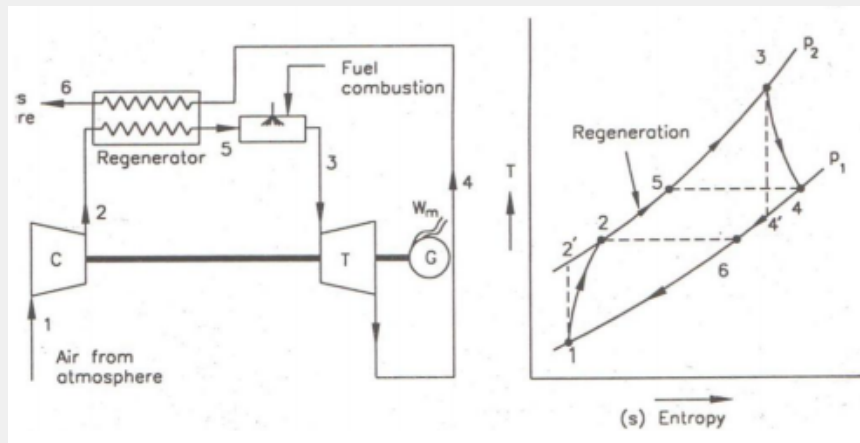 6
Fuel
combustion
s
re
Regenerator
5
3
2
4
Wm
C
T
G
1
Air from
atmosphere
T
p2
3
Regeneration
p1
5
2
4
2'
4'
6
1
(s) Entropy